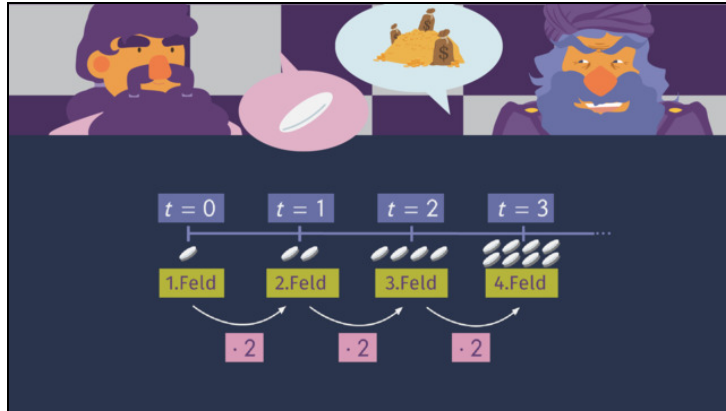 $ $
t = 0 t = 1 t = 2 t = 3
...
1.Feld 2.Feld 3.Feld 4.Feld
· 2 · 2 · 2